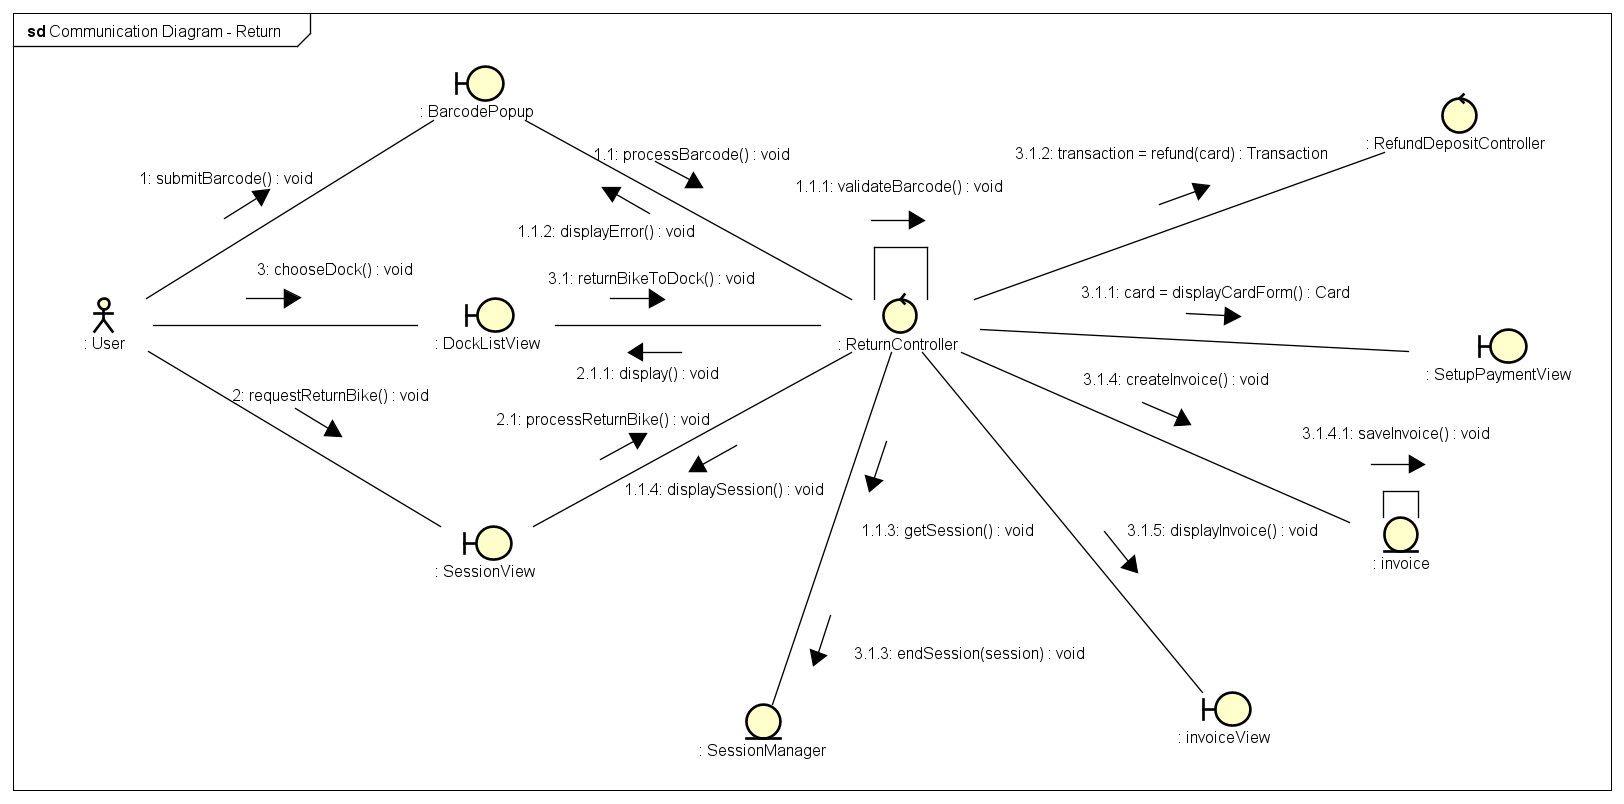 sd Communication Diagram - Return
: BarcodePopup
: RefundDepositController
1.1: processBarcode() : void
3.1.2: transaction = refund(card) : Transaction
1: submitBarcode() : void
1.1.1: validateBarcode() : void
1.1.2: displayError() : void
3: chooseDock() : void
3.1: returnBikeToDock() : void
3.1.1: card = displayCardForm() : Card
: User
: DockListView
: ReturnController
2.1.1: display() : void
: SetupPaymentView
3.1.4: createInvoice() : void
2: requestReturnBike() : void
2.1: processReturnBike() : void
3.1.4.1: saveInvoice() : void
1.1.4: displaySession() : void
1.1.3: getSession() : void
3.1.5: displayInvoice() : void
: SessionView
: invoice
3.1.3: endSession(session) : void
: invoiceView
: SessionManager